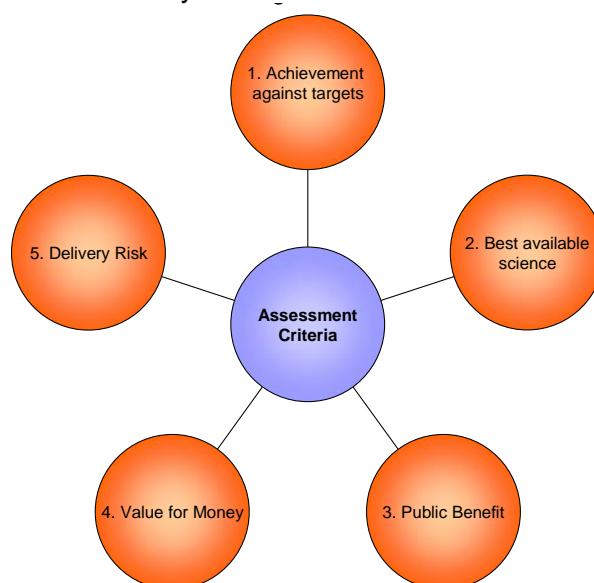 1. Achievement
against targets
2. Best available
science
5. Delivery Risk
Assessment
Criteria
4. Value for Money
3. Public Benefit